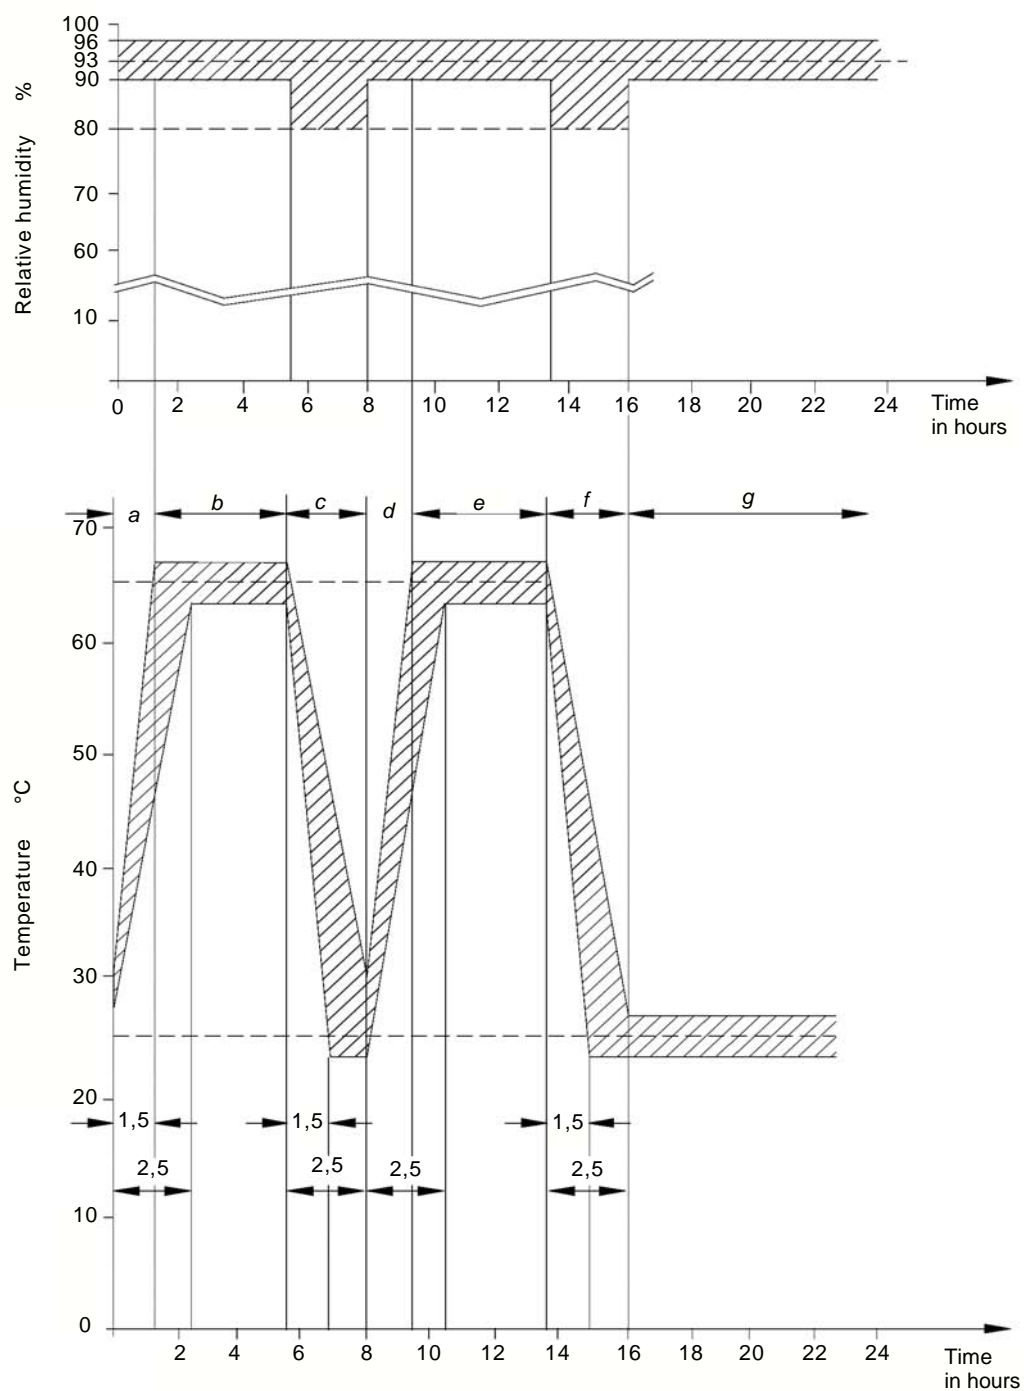 100
96
93
90
80
70
60
10
Relative humidity %
0 2 4 6 8 10 12 14 16 18 20 22 24
Time
in hours
a b c d e f g
70
60
50
40
30
20
10
0
Temperature °C
1,5 1,5 1,5
2,5 2,5 2,5 2,5
2 4 6 8 10 12 14 16 18 20 22 24
Time
in hours